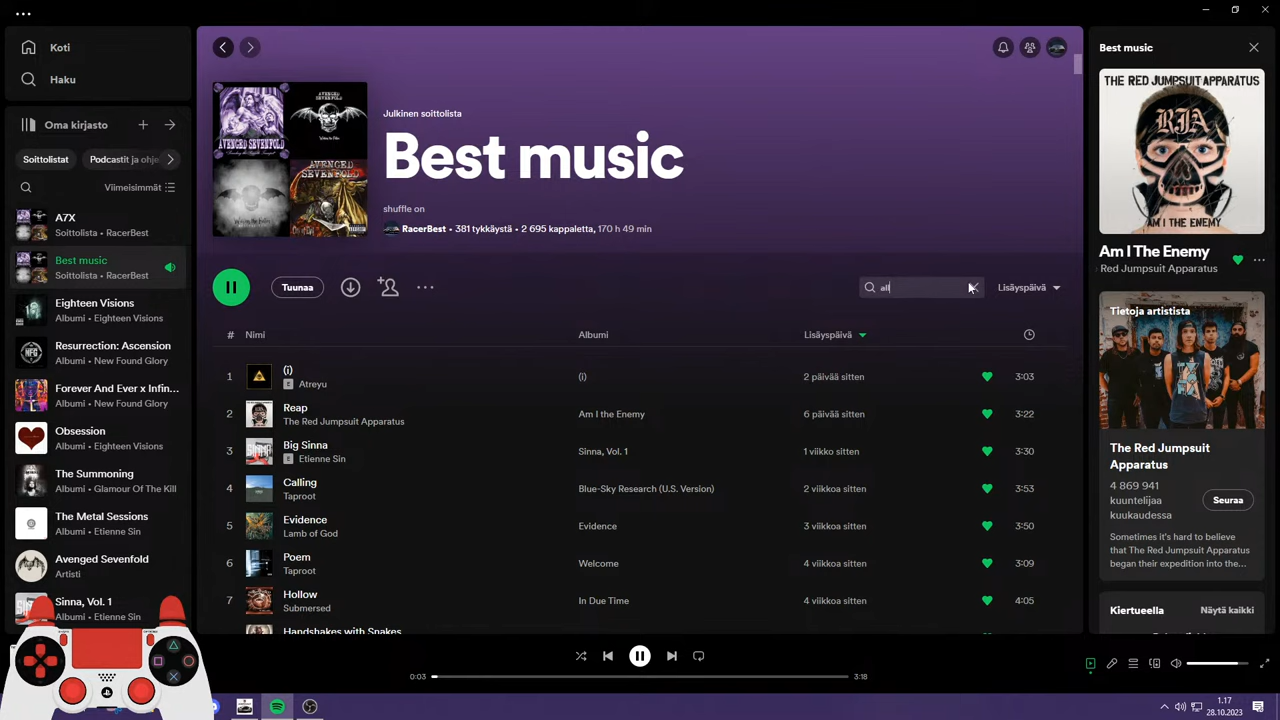 Koti
Haku
Oma kirjasto
Soittolistat
Podcastit ja ohje
Viimeisimmät
A7X
Soittolista • RacerBest
Best music
Soittolista • RacerBest
Eighteen Visions
Albumi • Eighteen Visions
Resurrection: Ascension
Albumi • New Found Glory
Forever And Ever x Infin...
Albumi • New Found Glory
Obsession
Albumi • Eighteen Visions
The Summoning
Albumi • Glamour Of The Kill
The Metal Sessions
Albumi • Etienne Sin
Avenged Sevenfold
Artisti
Sinna, Vol. 1
Albumi • Etienne Sin
AVENGED SEVENFOLD
Julkinen soittolista
Best music
shuffle on
RacerBest • 381 tykkäystä • 2 695 kappaletta, 170 h 49 min
Tuunaa
all
Lisäyspäivä
# Nimi Albumi Lisäyspäivä
1 (i) (i) 2 päivää sitten 3:03
E Atreyu
2 Reap Am I the Enemy 6 päivää sitten 3:22
The Red Jumpsuit Apparatus
3 Big Sinna Sinna, Vol. 1 1 viikko sitten 3:30
E Etienne Sin
4 Calling Blue-Sky Research (U.S. Version) 2 viikkoa sitten 3:53
Taproot
5 Evidence Evidence 3 viikkoa sitten 3:50
Lamb of God
6 Poem Welcome 4 viikkoa sitten 3:09
Taproot
7 Hollow In Due Time 4 viikkoa sitten 4:05
Submersed
Handshakes with Snakes
Best music
THE RED JUMPSUIT APPARATUS
RJA
AM I THE ENEMY
Am I The Enemy
Red Jumpsuit Apparatus
Tietoja artistista
The Red Jumpsuit
Apparatus
4 869 941
kuuntelijaa
kuukaudessa
Seuraa
Sometimes it's hard to believe
that The Red Jumpsuit Apparatus
began their expedition into the...
Kiertueella
Näytä kaikki
0:03
3:18
1.17
28.10.2023